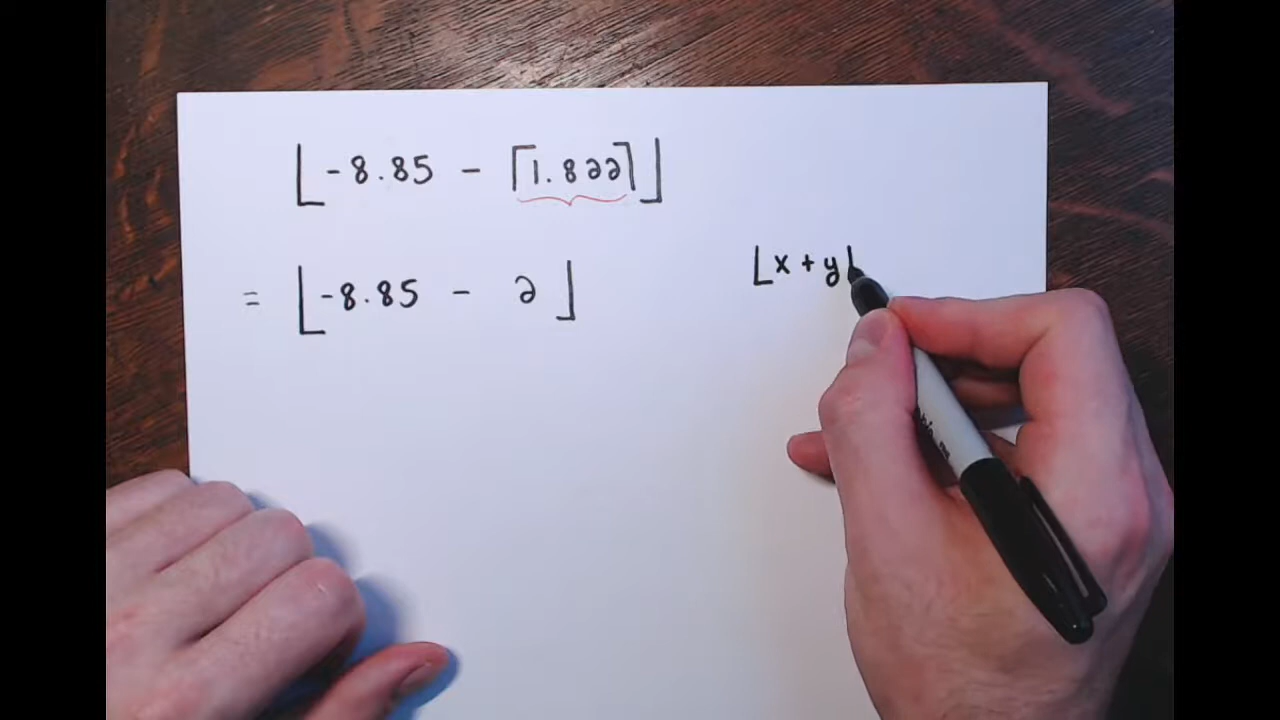 ⌊-8.85 - ⌈1.822⌉⌋
= ⌊-8.85 - 2⌋
⌊x + y⌋